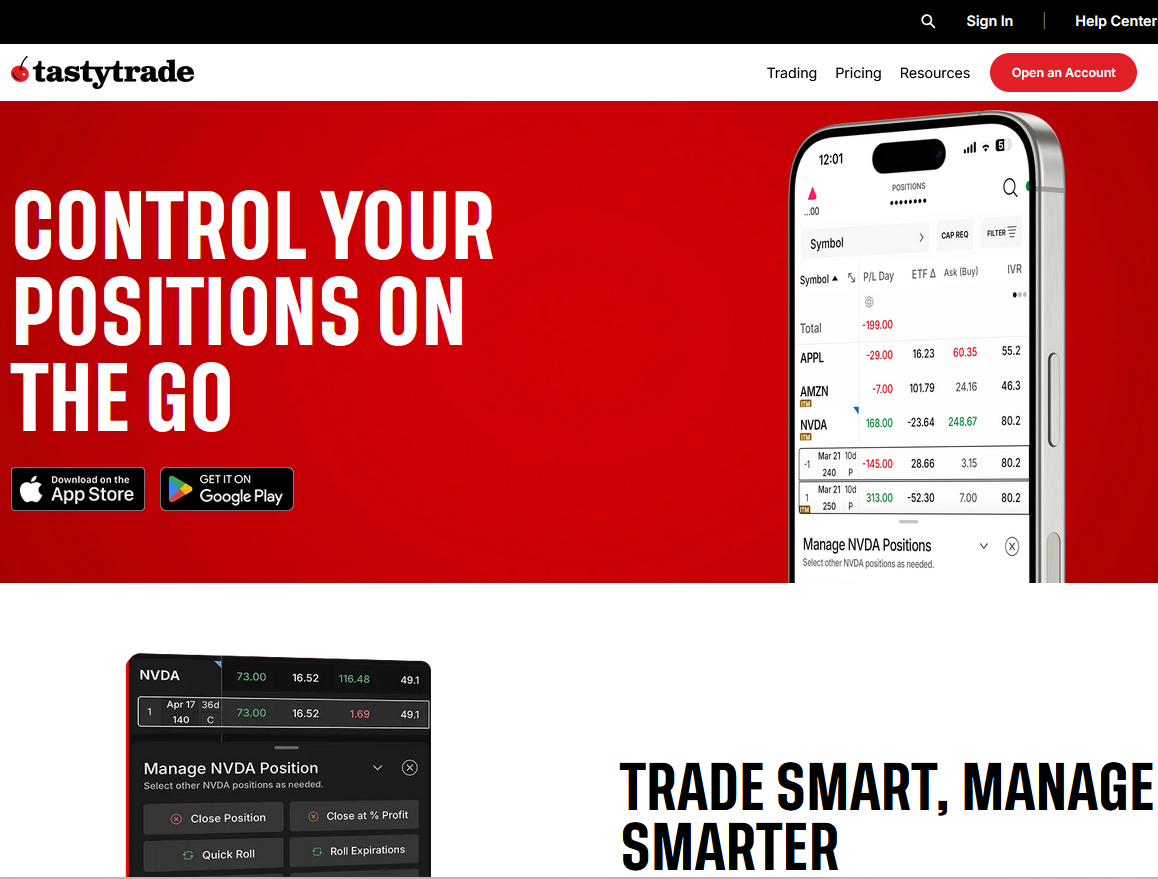 Sign In | Help Center
tastytrade
Trading Pricing Resources Open an Account
CONTROL YOUR
POSITIONS ON
THE GO
Download on the
App Store
GET IT ON
Google Play
12:01 5
POSITIONS
...00
Symbol CAP REQ FILTER
Symbol P/L Day ETF Δ Ask (Buy) IVR
Total -199.00
APPL -29.00 16.23 60.35 55.2
AMZN -7.00 101.79 24.16 46.3
ITM
NVDA 168.00 -23.64 248.67 80.2
ITM
-1 Mar 21 10d -145.00 28.66 3.15 80.2
240 P
1 Mar 21 10d 313.00 -52.30 7.00 80.2
ITM 250 P
Manage NVDA Positions
Select other NVDA positions as needed.
NVDA 73.00 16.52 116.48 49.1
1 Apr 17 36d 73.00 16.52 1.69 49.1
140 C
Manage NVDA Position
Select other NVDA positions as needed.
Close Position Close at % Profit
Quick Roll Roll Expirations
TRADE SMART, MANAGE
SMARTER